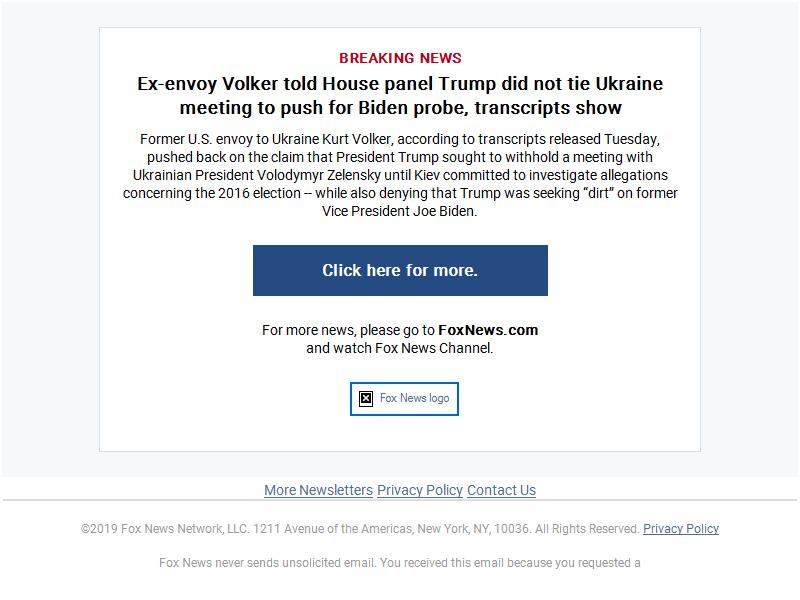 BREAKING NEWS
Ex-envoy Volker told House panel Trump did not tie Ukraine
meeting to push for Biden probe, transcripts show
Former U.S. envoy to Ukraine Kurt Volker, according to transcripts released Tuesday,
pushed back on the claim that President Trump sought to withhold a meeting with
Ukrainian President Volodymyr Zelensky until Kiev committed to investigate allegations
concerning the 2016 election -- while also denying that Trump was seeking “dirt” on former
Vice President Joe Biden.
Click here for more.
For more news, please go to FoxNews.com
and watch Fox News Channel.
Fox News logo
More Newsletters Privacy Policy Contact Us
©2019 Fox News Network, LLC. 1211 Avenue of the Americas, New York, NY, 10036. All Rights Reserved. Privacy Policy
Fox News never sends unsolicited email. You received this email because you requested a